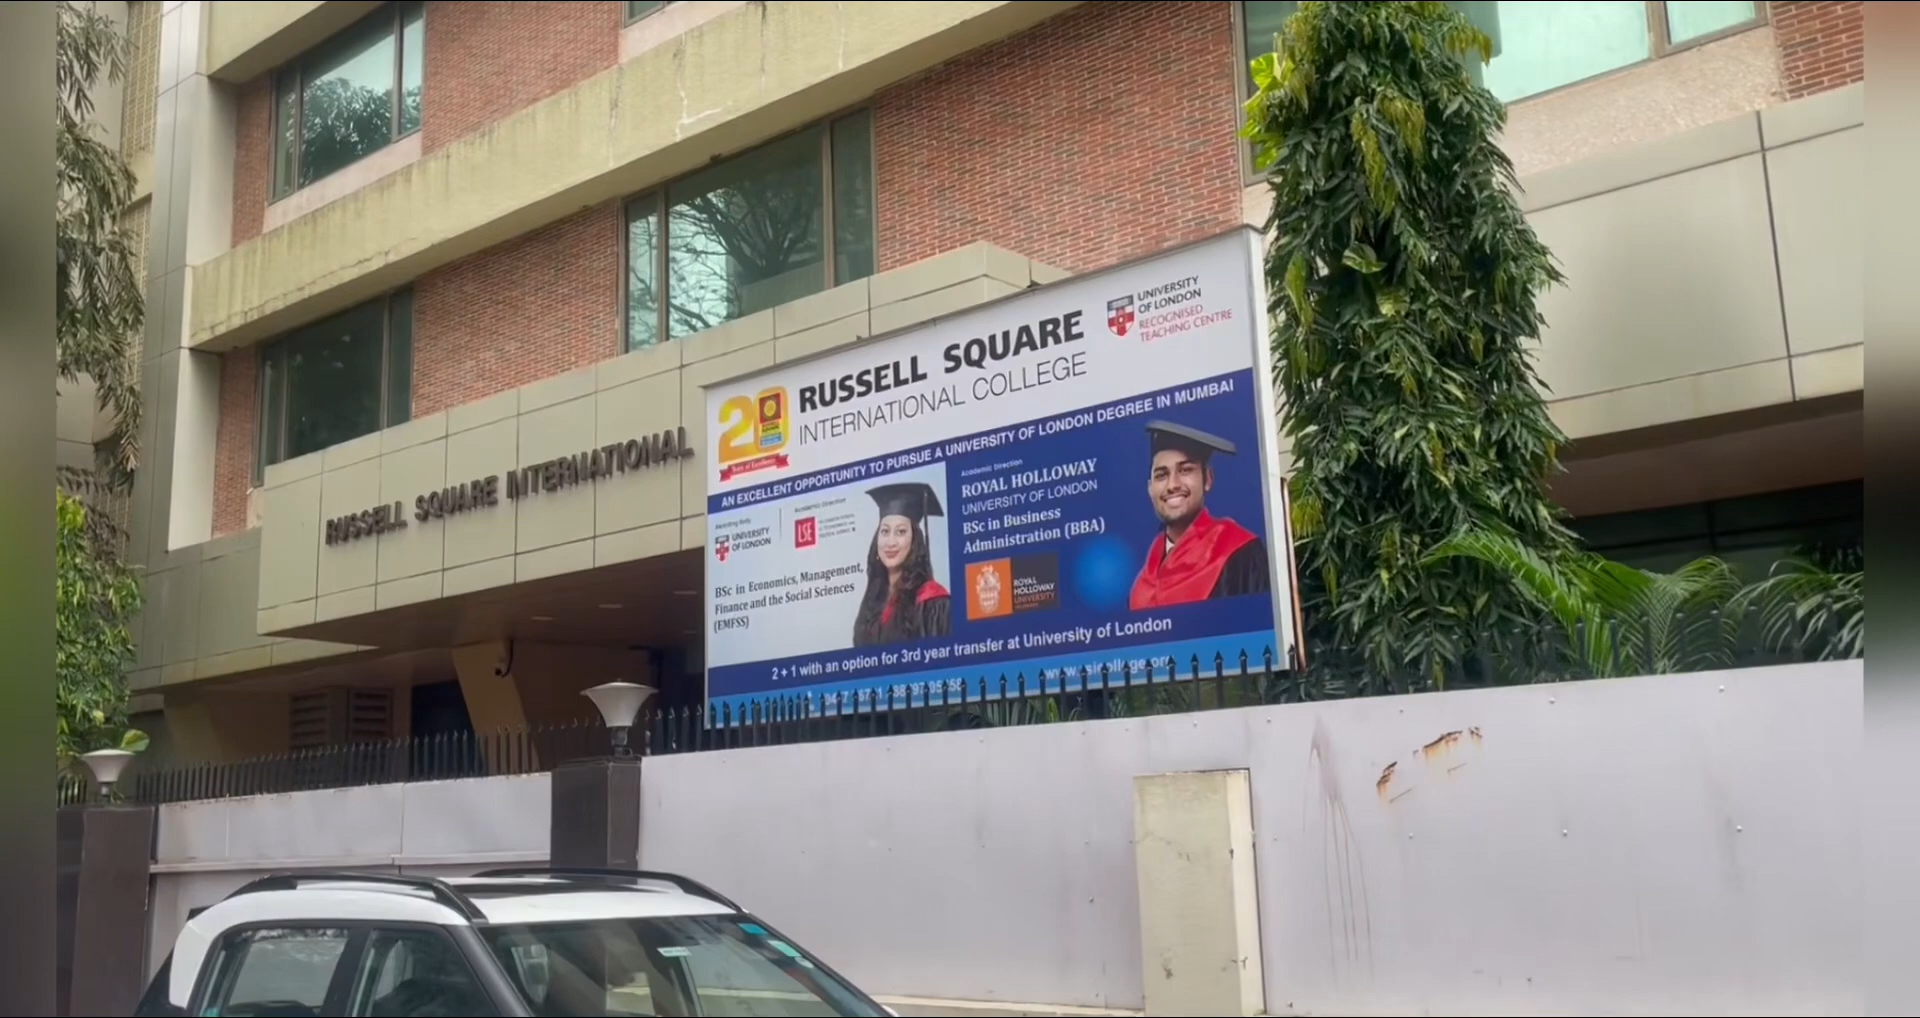 RUSSELL SQUARE INTERNATIONAL
20
Years of Excellence
RUSSELL SQUARE
INTERNATIONAL COLLEGE
UNIVERSITY
OF LONDON
RECOGNISED
TEACHING CENTRE
AN EXCELLENT OPPORTUNITY TO PURSUE A UNIVERSITY OF LONDON DEGREE IN MUMBAI
Awarding Body
UNIVERSITY
OF LONDON
Academic Direction
LSE
BSc in Economics, Management,
Finance and the Social Sciences
(EMFSS)
Academic Direction
ROYAL HOLLOWAY
UNIVERSITY OF LONDON
BSc in Business
Administration (BBA)
ROYAL
HOLLOWAY
UNIVERSITY
2 + 1 with an option for 3rd year transfer at University of London